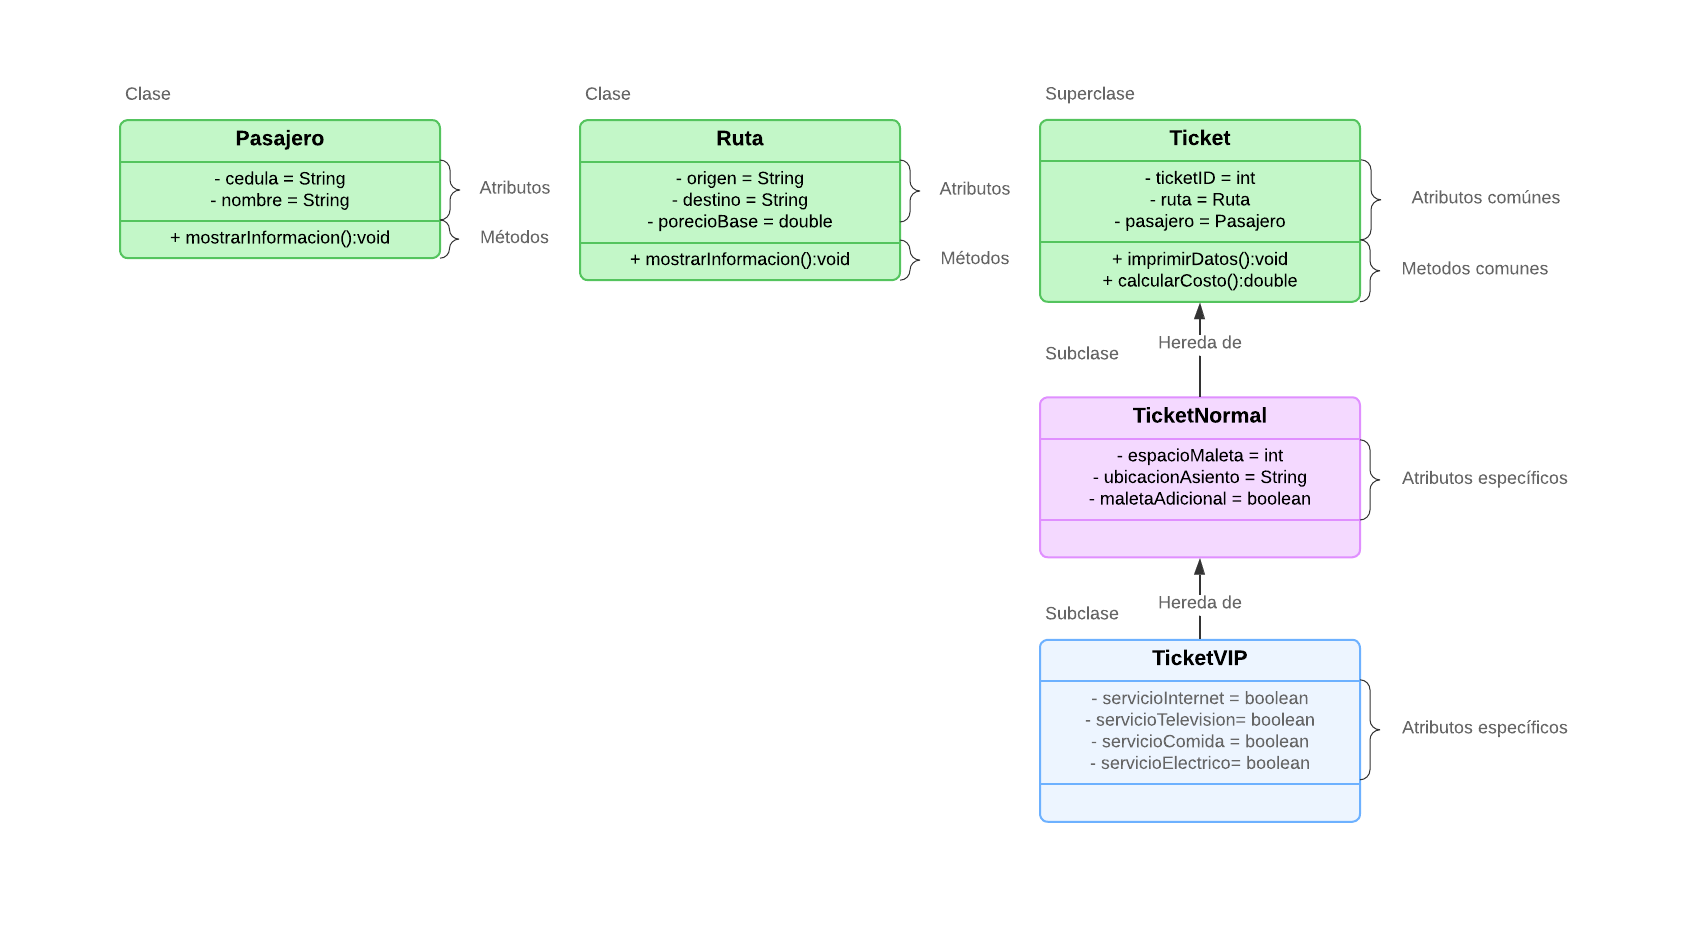 Clase
Pasajero
- cedula = String
- nombre = String
Atributos
+ mostrarInformacion():void
Métodos
Clase
Ruta
- origen = String
- destino = String
- porecioBase = double
Atributos
+ mostrarInformacion():void
Métodos
Superclase
Ticket
- ticketID = int
- ruta = Ruta
- pasajero = Pasajero
Atributos comúnes
+ imprimirDatos():void
+ calcularCosto():double
Metodos comunes
Hereda de
Subclase
TicketNormal
- espacioMaleta = int
- ubicacionAsiento = String
- maletaAdicional = boolean
Atributos específicos
Hereda de
Subclase
TicketVIP
- servicioInternet = boolean
- servicioTelevision= boolean
- servicioComida = boolean
- servicioElectrico= boolean
Atributos específicos